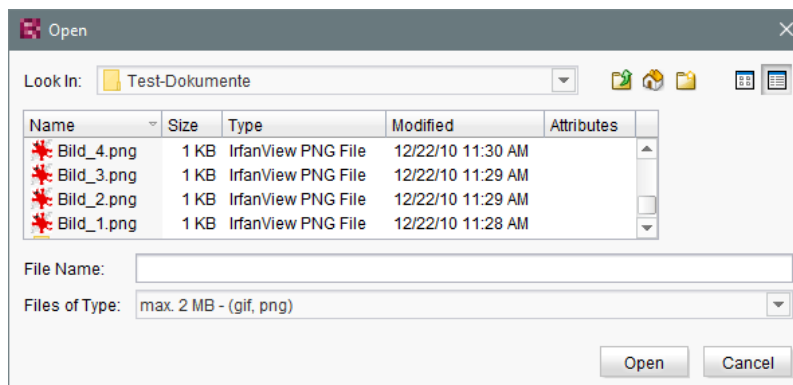 Open
Look In: Test-Dokumente
Name Size Type Modified Attributes
Bild_4.png 1 KB IrfanView PNG File 12/22/10 11:30 AM
Bild_3.png 1 KB IrfanView PNG File 12/22/10 11:29 AM
Bild_2.png 1 KB IrfanView PNG File 12/22/10 11:29 AM
Bild_1.png 1 KB IrfanView PNG File 12/22/10 11:28 AM
File Name:
Files of Type: max. 2 MB - (gif, png)
Open Cancel